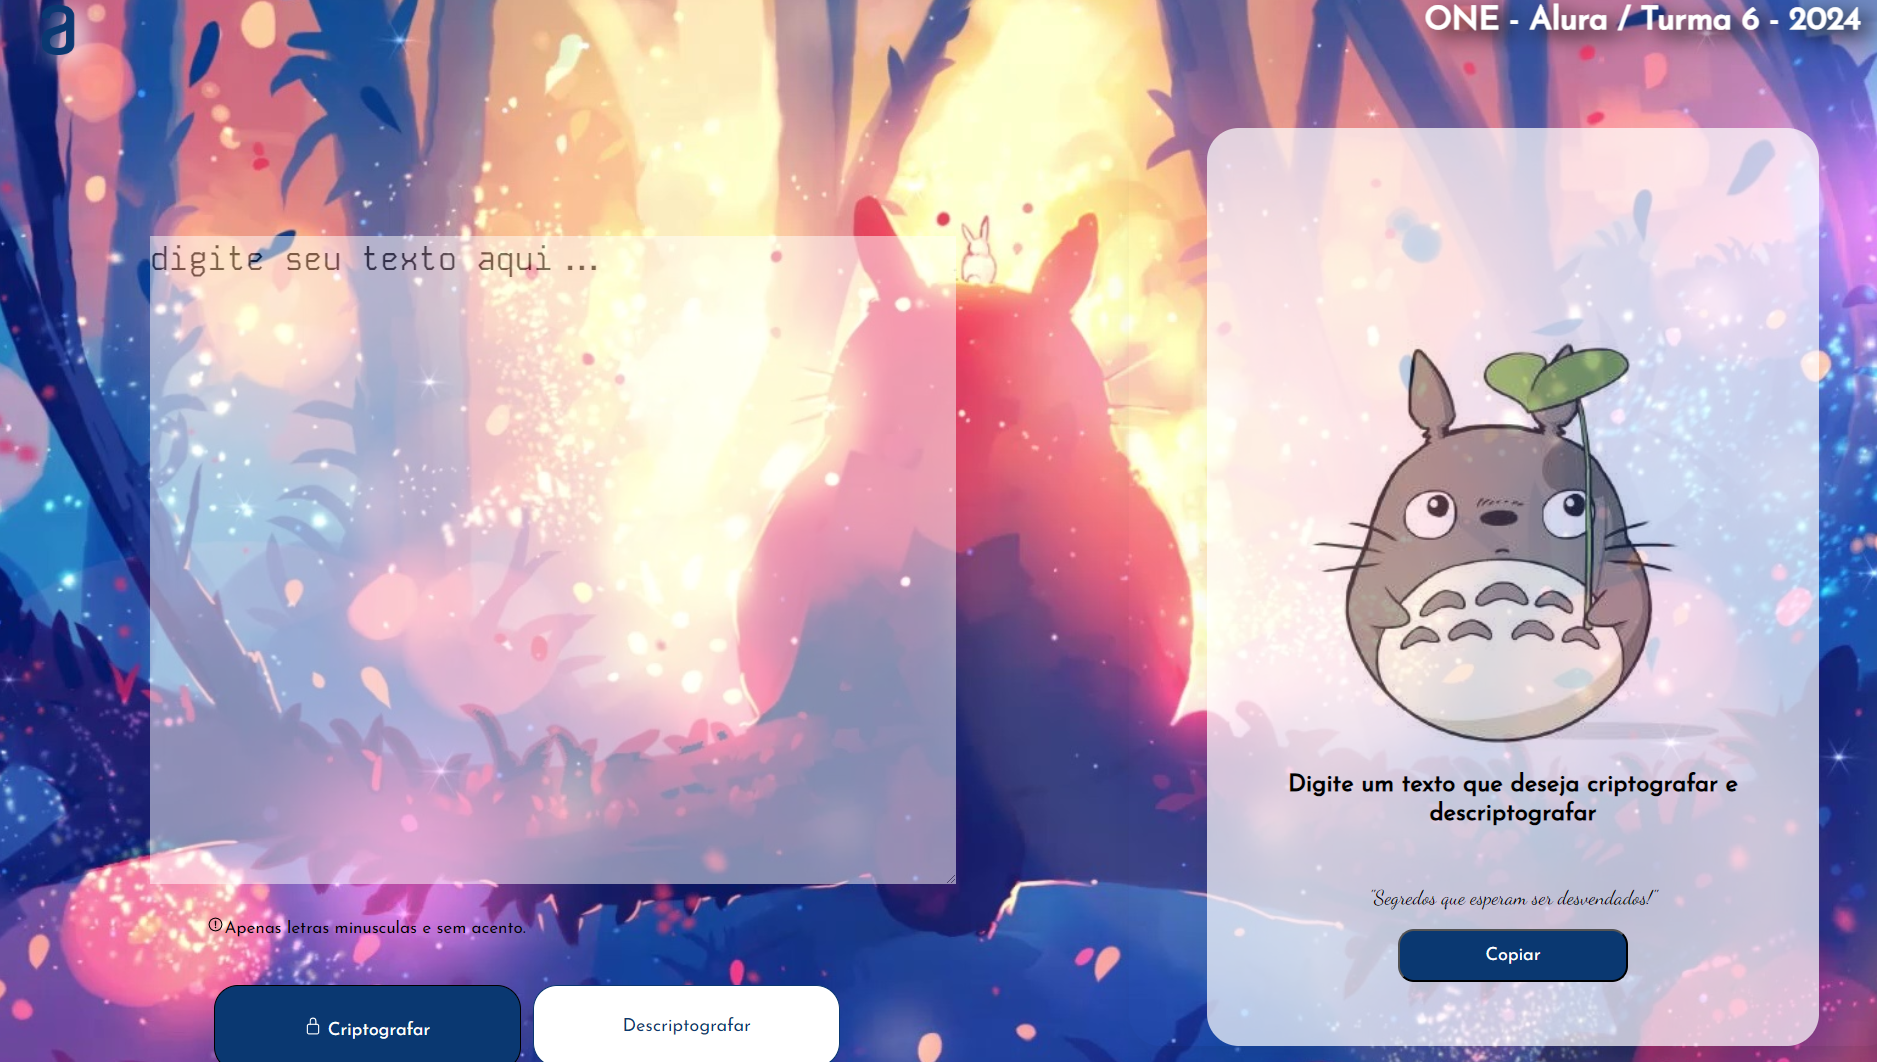 a
ONE - Alura / Turma 6 - 2024
digite seu texto aqui ...
Apenas letras minusculas e sem acento.
Criptografar
Descriptografar
Digite um texto que deseja criptografar e
descriptografar
"Segredos que esperam ser desvendados!"
Copiar